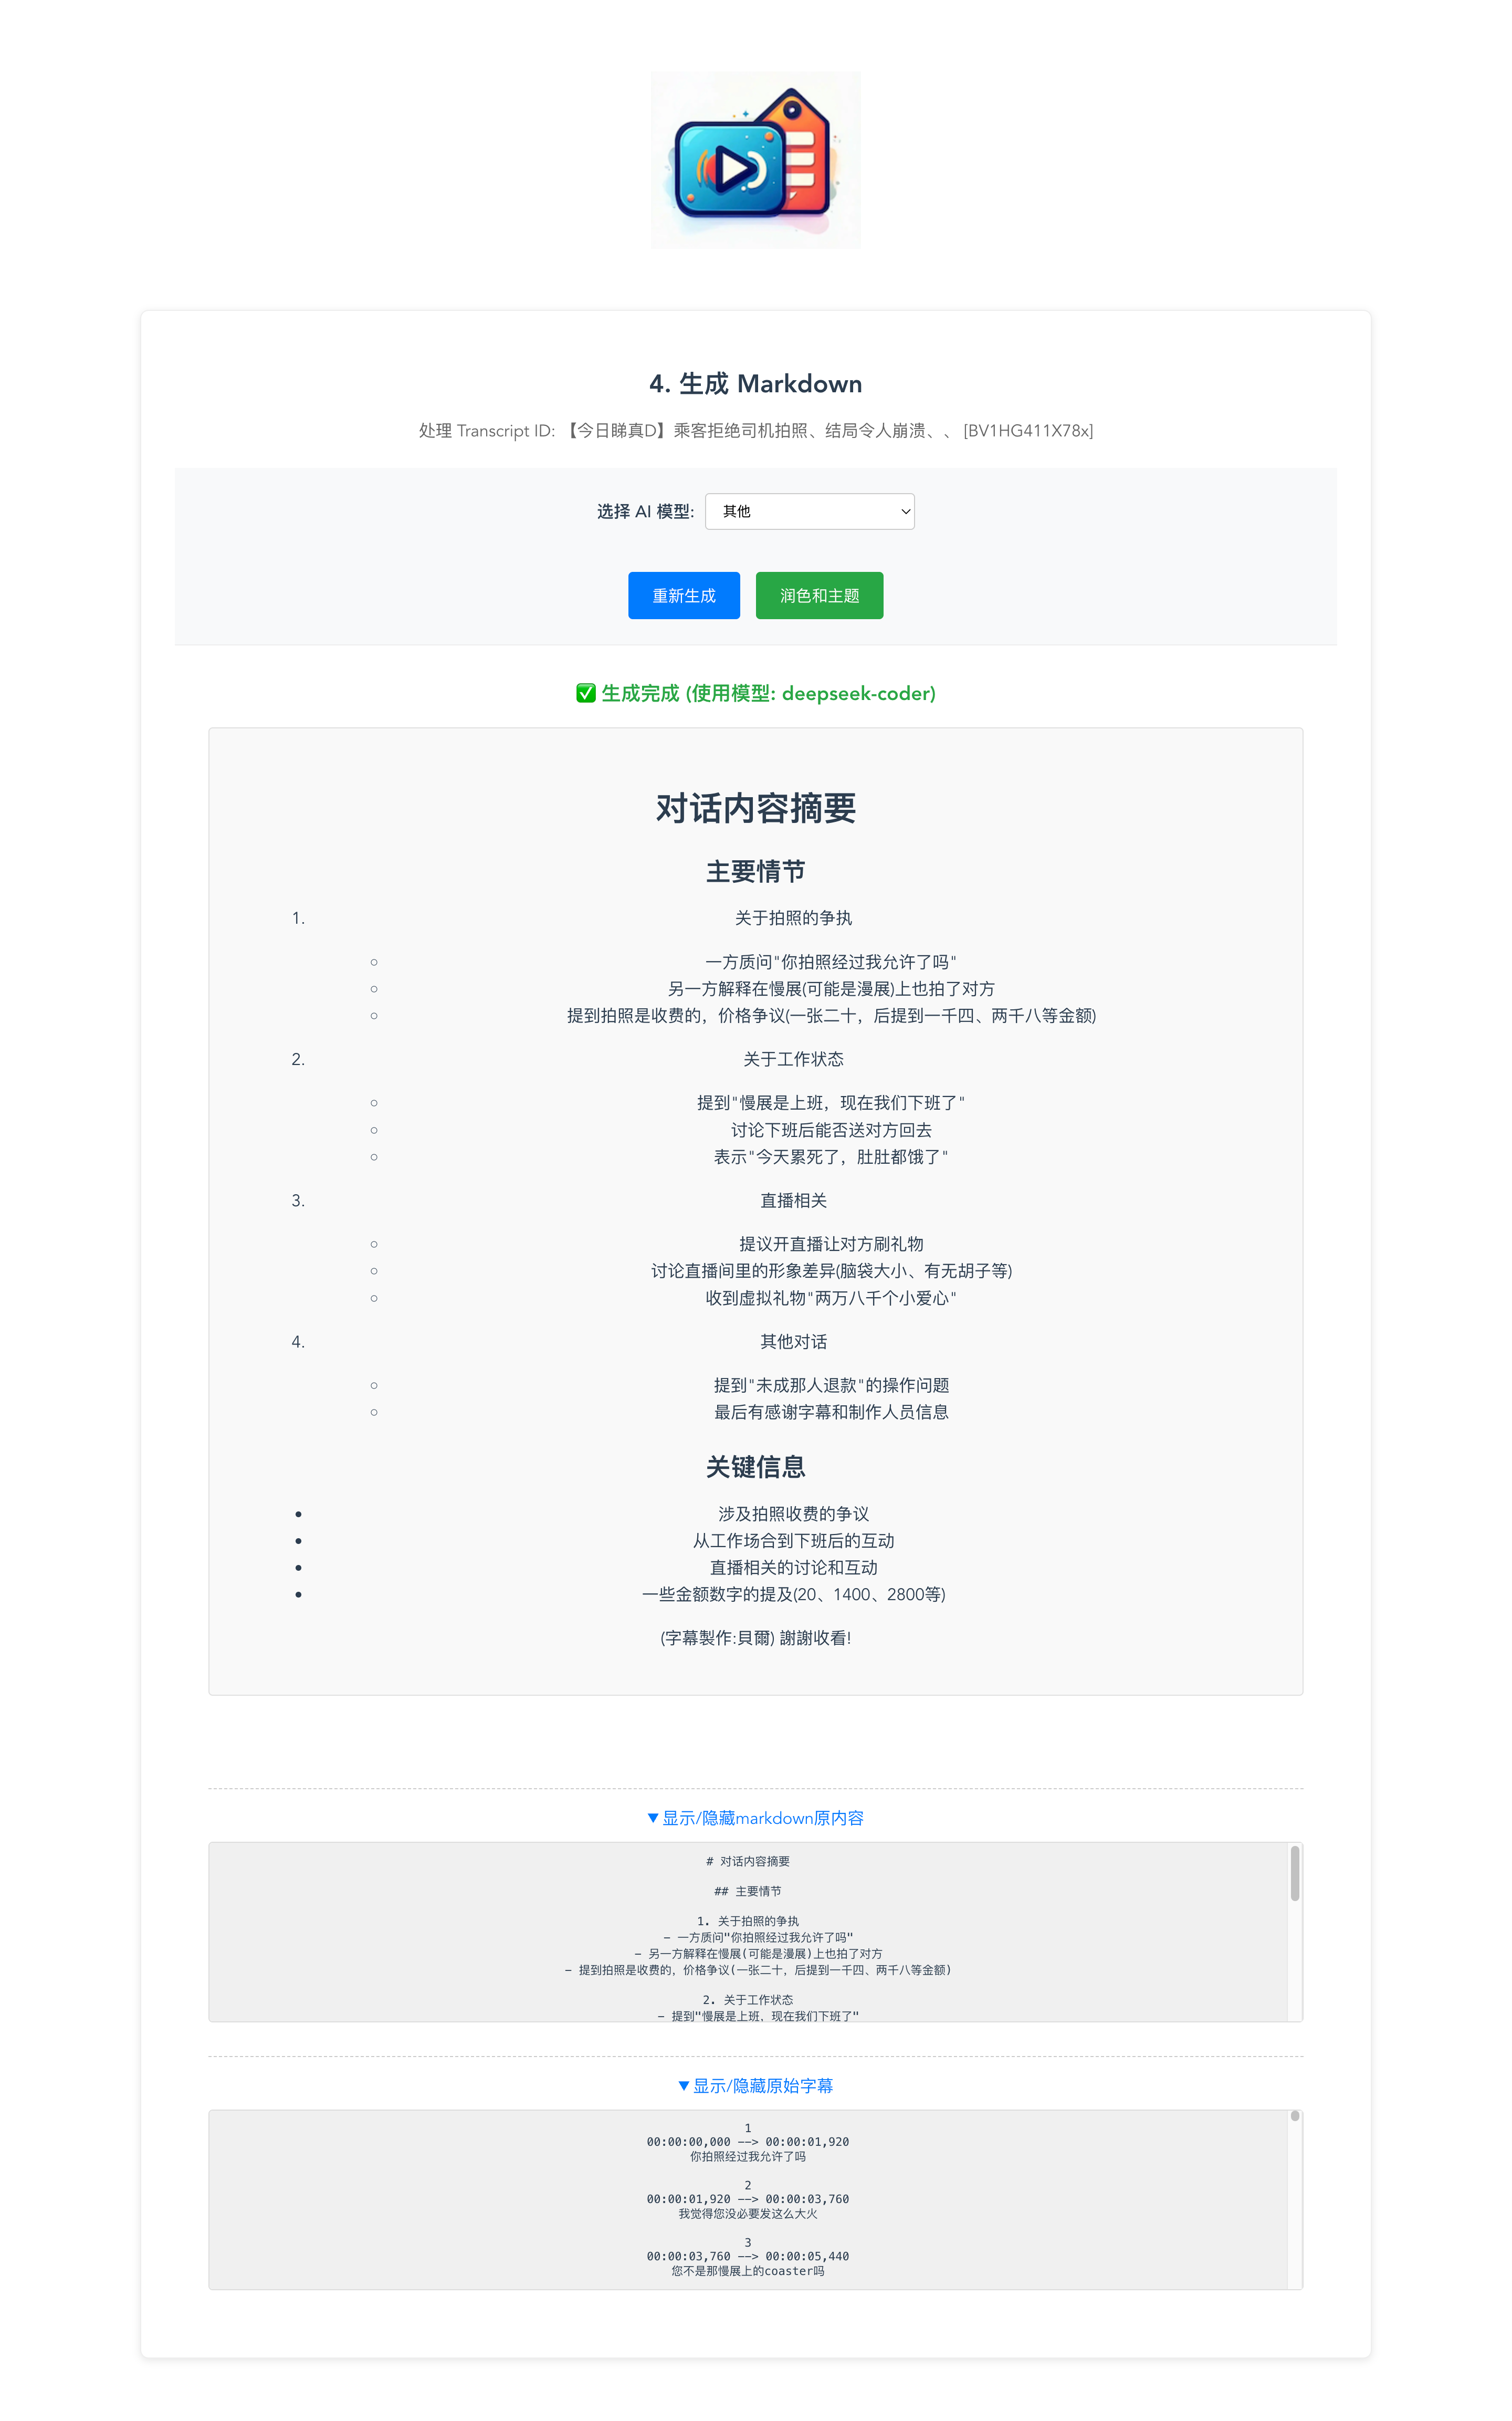 4. 生成 Markdown
处理 Transcript ID: 【今日睇真D】乘客拒绝司机拍照、结局令人崩溃、、 [BV1HG411X78x]
选择 AI 模型: 其他
重新生成 润色和主题
✅ 生成完成 (使用模型: deepseek-coder)
对话内容摘要
主要情节
1. 关于拍照的争执
○ 一方质问"你拍照经过我允许了吗"
○ 另一方解释在慢展(可能是漫展)上也拍了对方
○ 提到拍照是收费的，价格争议(一张二十，后提到一千四、两千八等金额)
2. 关于工作状态
○ 提到"慢展是上班，现在我们下班了"
○ 讨论下班后能否送对方回去
○ 表示"今天累死了，肚肚都饿了"
3. 直播相关
○ 提议开直播让对方刷礼物
○ 讨论直播间里的形象差异(脑袋大小、有无胡子等)
○ 收到虚拟礼物"两万八千个小爱心"
4. 其他对话
○ 提到"未成那人退款"的操作问题
○ 最后有感谢字幕和制作人员信息
关键信息
• 涉及拍照收费的争议
• 从工作场合到下班后的互动
• 直播相关的讨论和互动
• 一些金额数字的提及(20、1400、2800等)
(字幕製作:貝爾) 謝謝收看!
▼显示/隐藏markdown原内容
# 对话内容摘要
## 主要情节
1. 关于拍照的争执
- 一方质问"你拍照经过我允许了吗"
- 另一方解释在慢展(可能是漫展)上也拍了对方
- 提到拍照是收费的，价格争议(一张二十，后提到一千四、两千八等金额)
2. 关于工作状态
- 提到"慢展是上班，现在我们下班了"
▼显示/隐藏原始字幕
1
00:00:00,000 --> 00:00:01,920
你拍照经过我允许了吗
2
00:00:01,920 --> 00:00:03,760
我觉得您没必要发这么大火
3
00:00:03,760 --> 00:00:05,440
您不是那慢展上的coaster吗